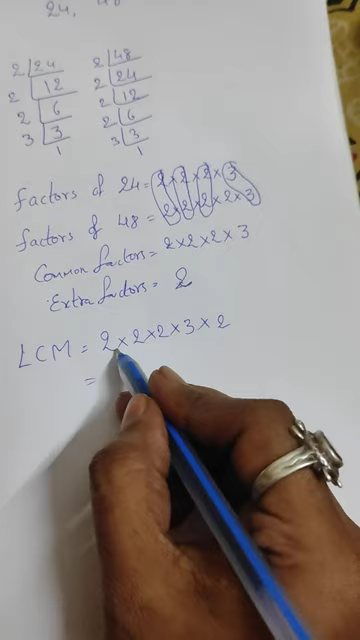 24, 48
2 24 2 48
2 12 2 24
2 6 2 12
3 3 2 6
1 3 3
1
factors of 24 = 2×2×2×3
factors of 48 = 2×2×2×2×3
Common factors = 2×2×2×3
Extra factors = 2
LCM = 2×2×2×3×2
=